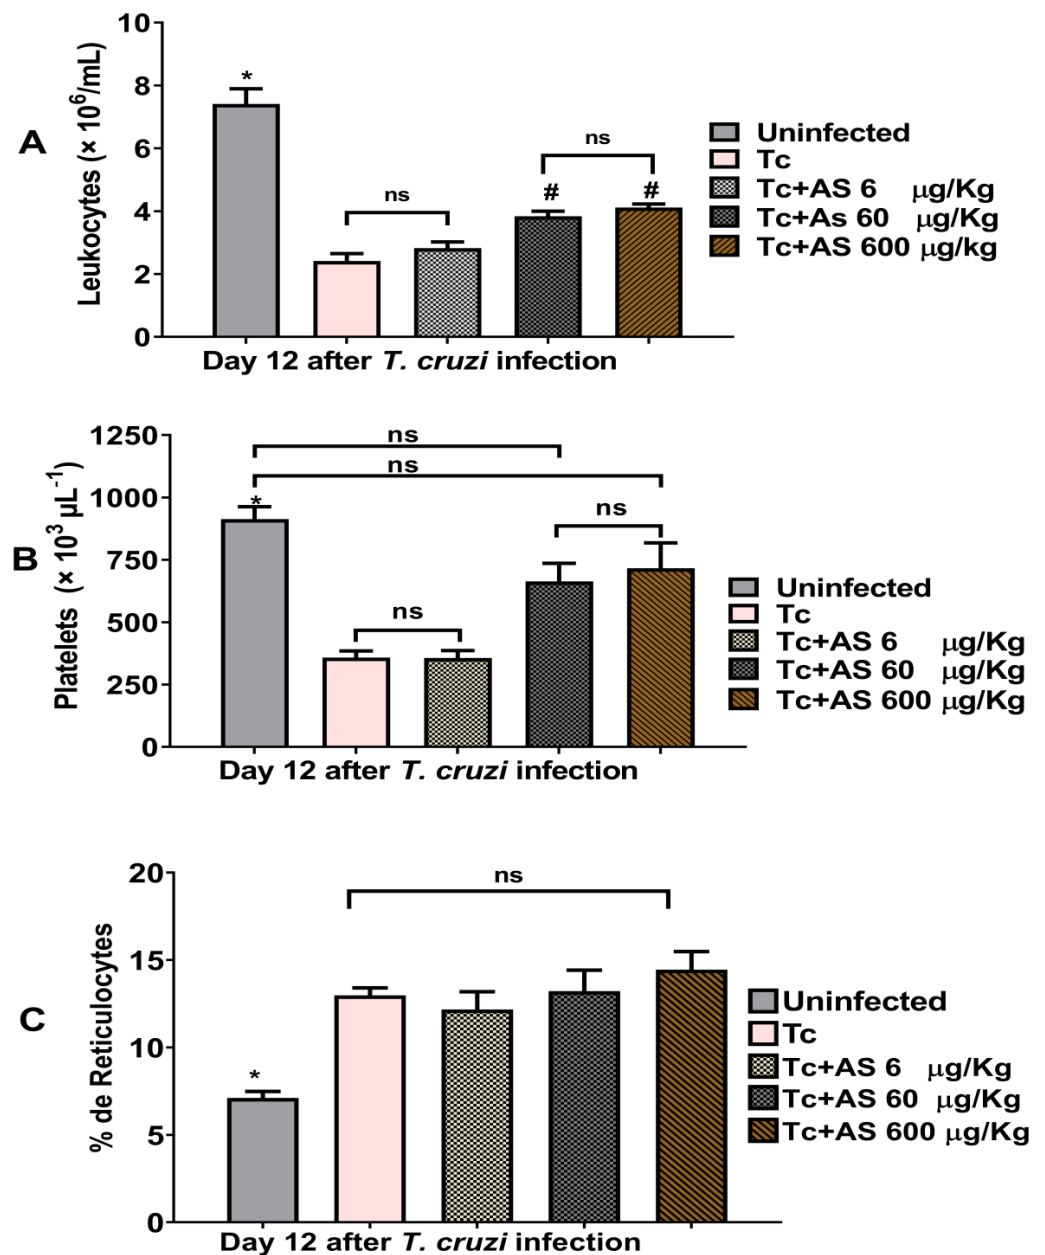 A
Leukocytes (× 10⁶/mL)
10
8
6
4
2
0
*
ns
ns
#
#
Day 12 after T. cruzi infection
Uninfected
Tc
Tc+AS 6 μg/Kg
Tc+As 60 μg/Kg
Tc+AS 600 μg/kg
B
Platelets (× 10³ μL⁻¹)
1250
1000
750
500
250
0
ns
ns
*
ns
ns
Day 12 after T. cruzi infection
Uninfected
Tc
Tc+AS 6 μg/Kg
Tc+AS 60 μg/Kg
Tc+AS 600 μg/Kg
C
% de Reticulocytes
20
15
10
5
0
ns
*
Day 12 after T. cruzi infection
Uninfected
Tc
Tc+AS 6 μg/Kg
Tc+AS 60 μg/Kg
Tc+AS 600 μg/Kg